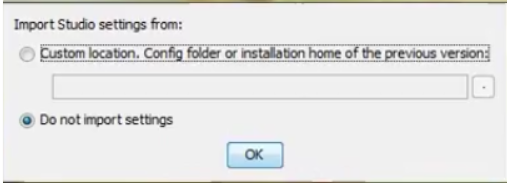 Import Studio settings from:
Custom location. Config folder or installation home of the previous version:
.
Do not import settings
OK